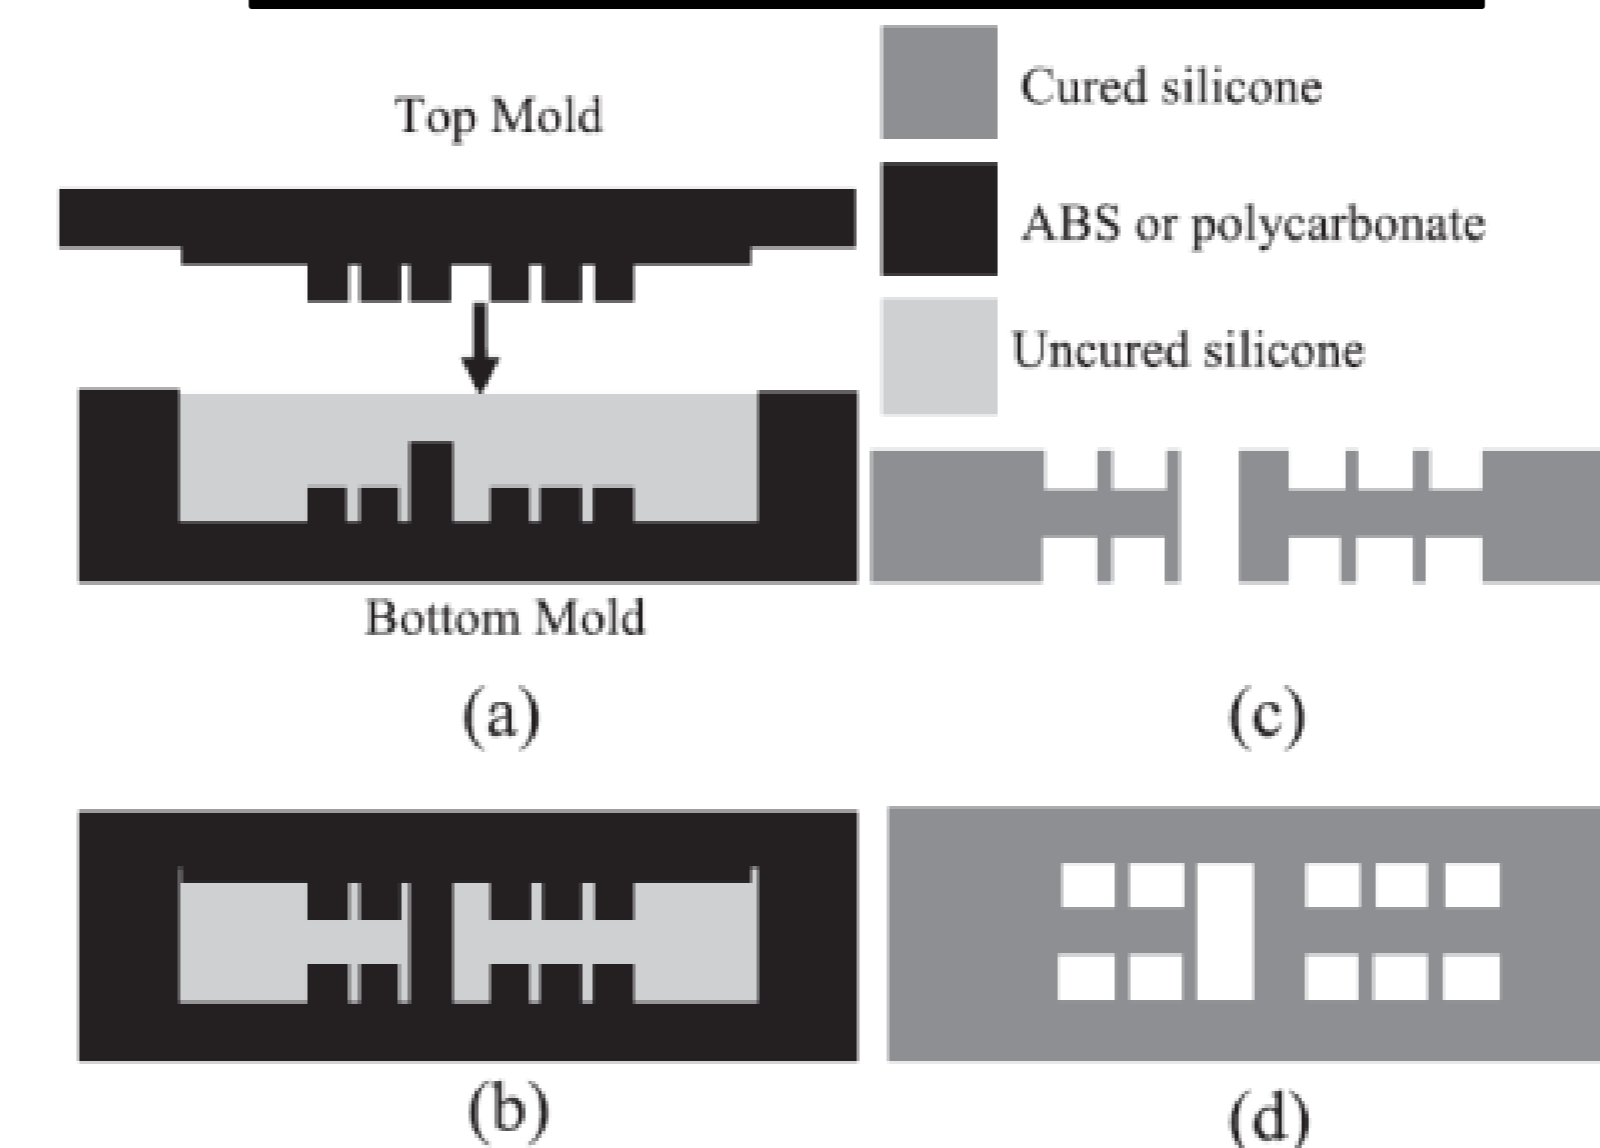 Top Mold
Cured silicone
ABS or polycarbonate
Uncured silicone
Bottom Mold
(a)
(c)
(b)
(d)